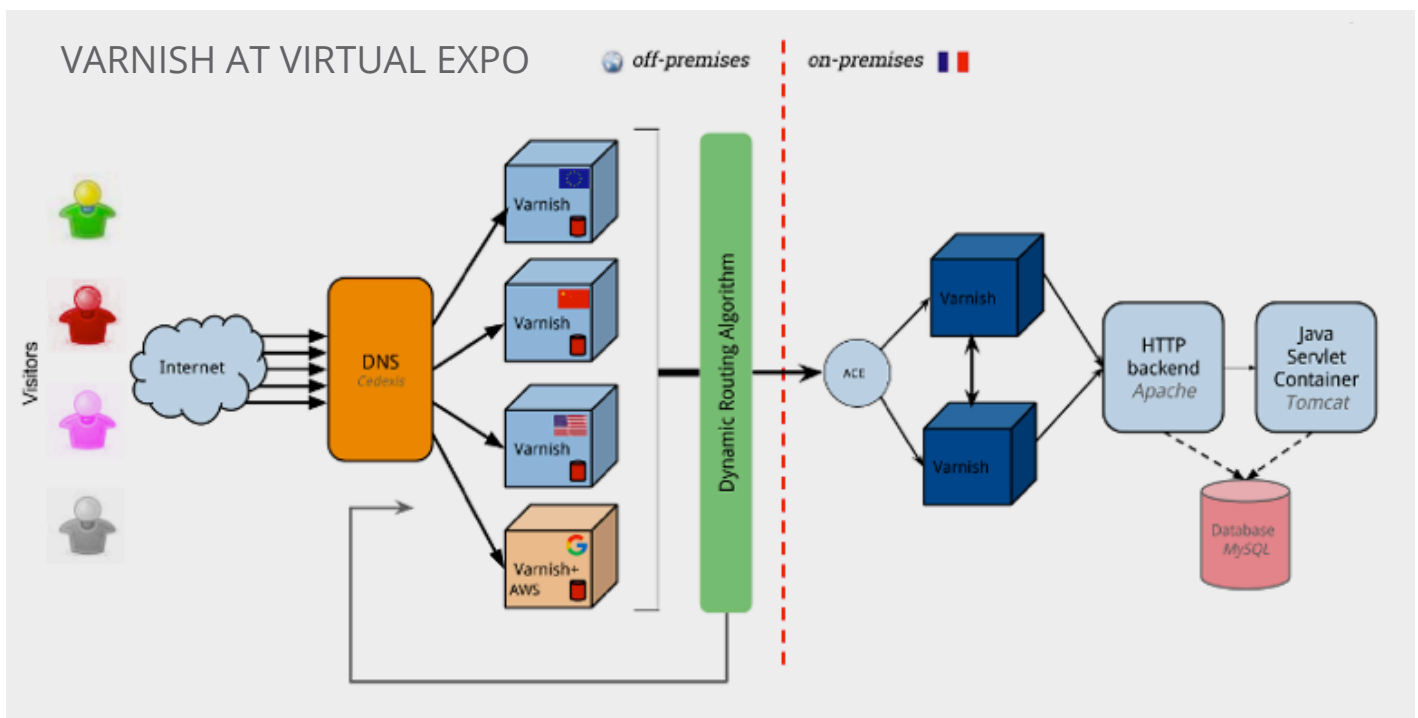 VARNISH AT VIRTUAL EXPO
off-premises
on-premises
Visitors
Internet
DNS
Cedexis
Varnish
Varnish
Varnish
G
Varnish+
AWS
Dynamic Routing Algorithm
ACE
Varnish
Varnish
HTTP
backend
Apache
Java
Servlet
Container
Tomcat
Database
MySQL